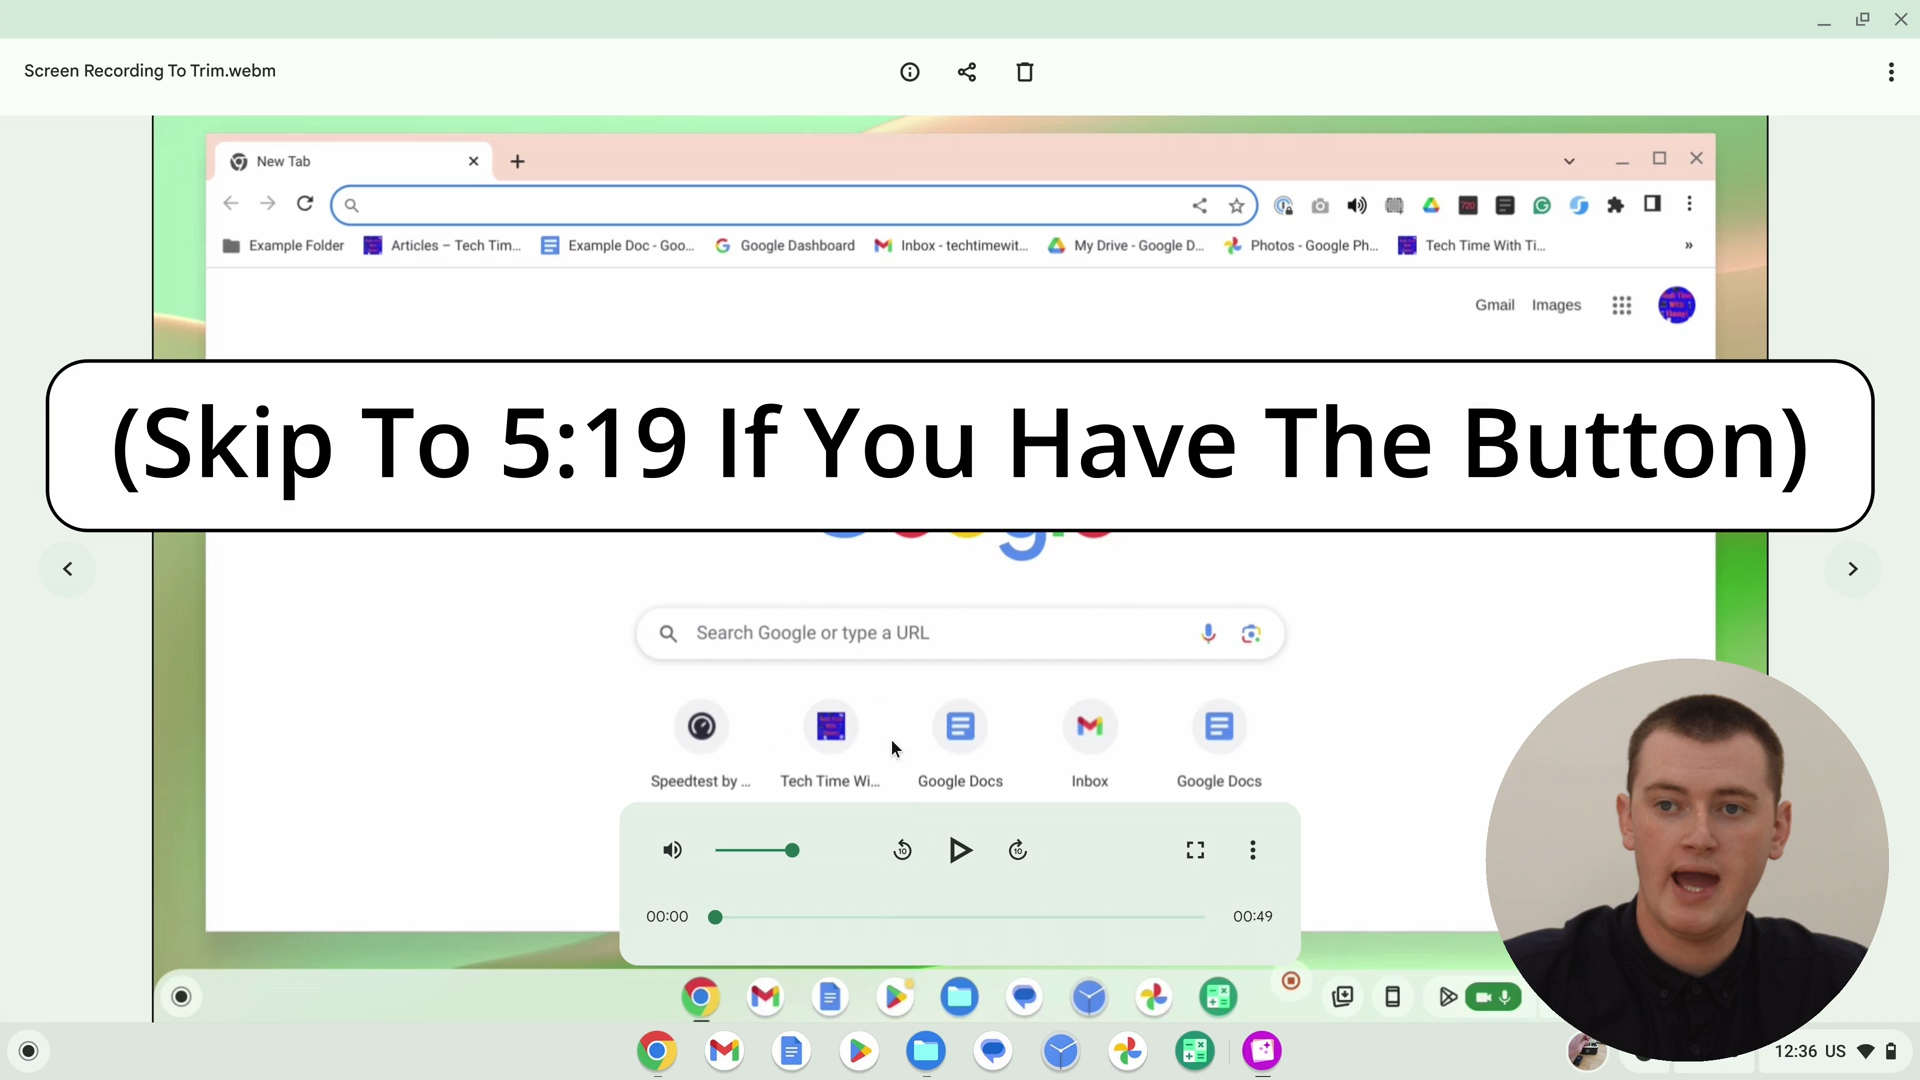 Screen Recording To Trim.webm
New Tab
Example Folder
Articles – Tech Tim...
Example Doc - Goo...
Google Dashboard
Inbox - techtimewit...
My Drive - Google D...
Photos - Google Ph...
Tech Time With Ti...
»
720
Gmail
Images
(Skip To 5:19 If You Have The Button)
Search Google or type a URL
Speedtest by ...
Tech Time Wi...
Google Docs
Inbox
Google Docs
10
10
00:00
00:49
12:36 US